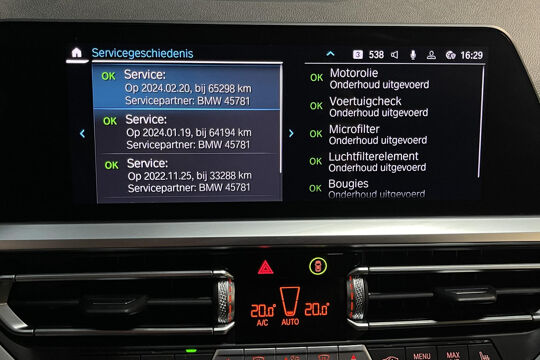 Servicegeschiedenis
3 538 16:29
OK Service:
Op 2024.02.20, bij 65298 km
Servicepartner: BMW 45781
OK Service:
Op 2024.01.19, bij 64194 km
Servicepartner: BMW 45781
OK Service:
Op 2022.11.25, bij 33288 km
Servicepartner: BMW 45781
OK Motorolie
Onderhoud uitgevoerd
OK Voertuigcheck
Onderhoud uitgevoerd
OK Microfilter
Onderhoud uitgevoerd
OK Luchtfilterelement
Onderhoud uitgevoerd
OK Bougies
Onderhoud uitgevoerd
20.0 20.0
A/C AUTO
MENU MAX